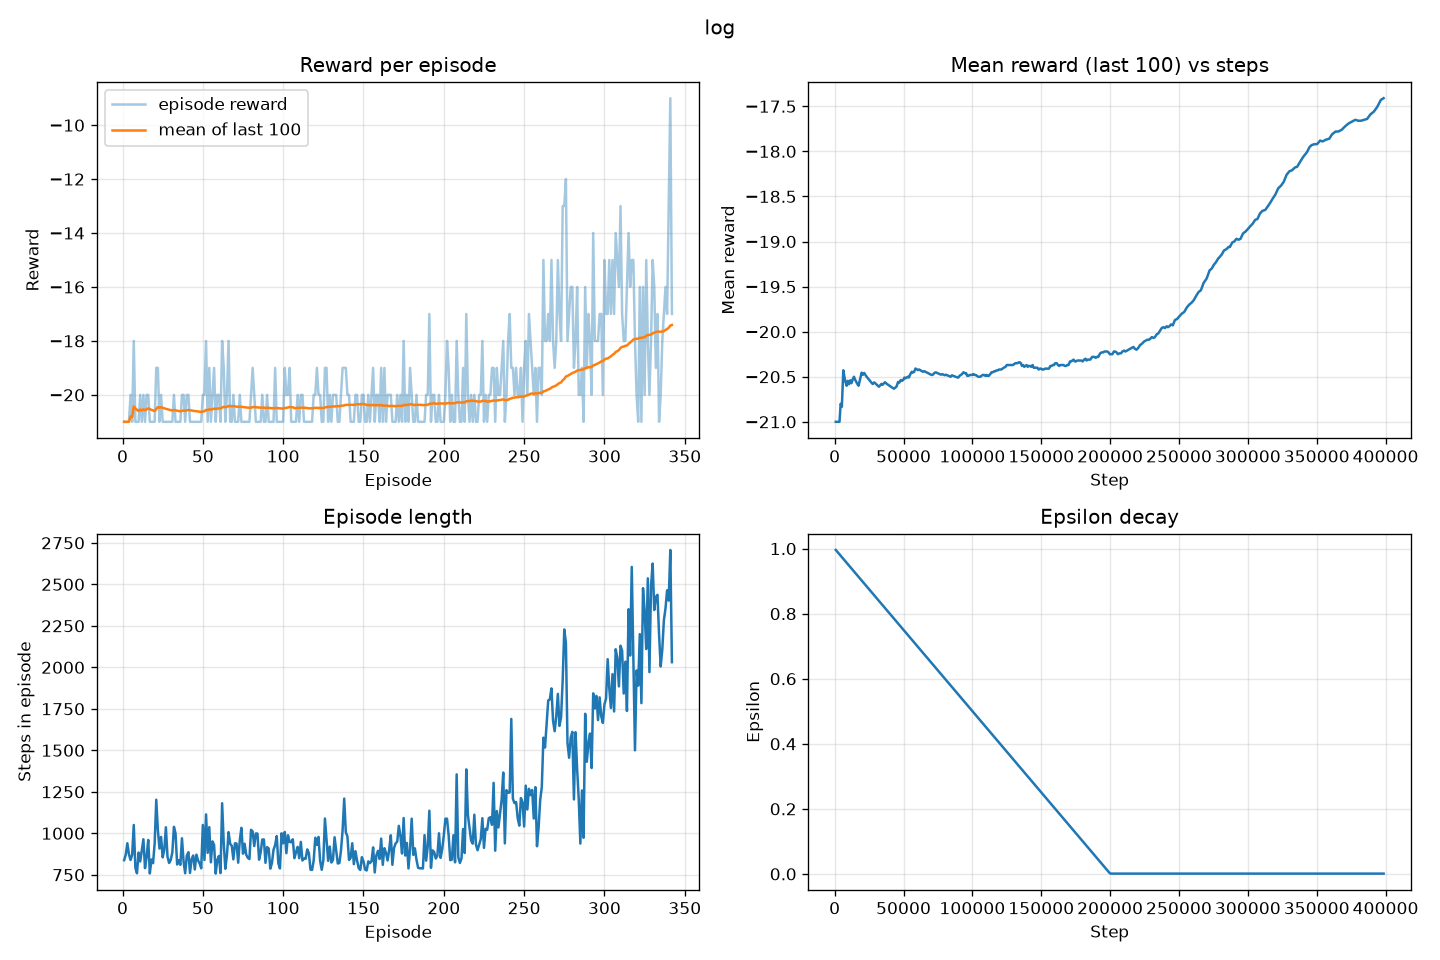 log
Reward per episode
episode reward
mean of last 100
−10
−12
−14
−16
−18
−20
Reward
0 50 100 150 200 250 300 350
Episode
Mean reward (last 100) vs steps
−17.5
−18.0
−18.5
−19.0
−19.5
−20.0
−20.5
−21.0
Mean reward
0 50000 100000 150000 200000 250000 300000 350000 400000
Step
Episode length
2750
2500
2250
2000
1750
1500
1250
1000
750
Steps in episode
0 50 100 150 200 250 300 350
Episode
Epsilon decay
1.0
0.8
0.6
0.4
0.2
0.0
Epsilon
0 50000 100000 150000 200000 250000 300000 350000 400000
Step